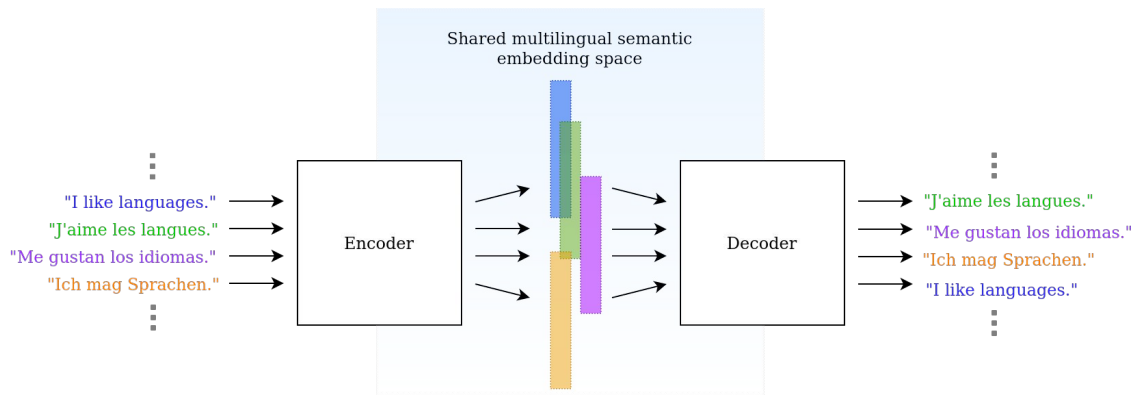 Shared multilingual semantic
embedding space
"I like languages."
"J'aime les langues."
"Me gustan los idiomas."
"Ich mag Sprachen."
Encoder
Decoder
"J'aime les langues."
"Me gustan los idiomas."
"Ich mag Sprachen."
"I like languages."